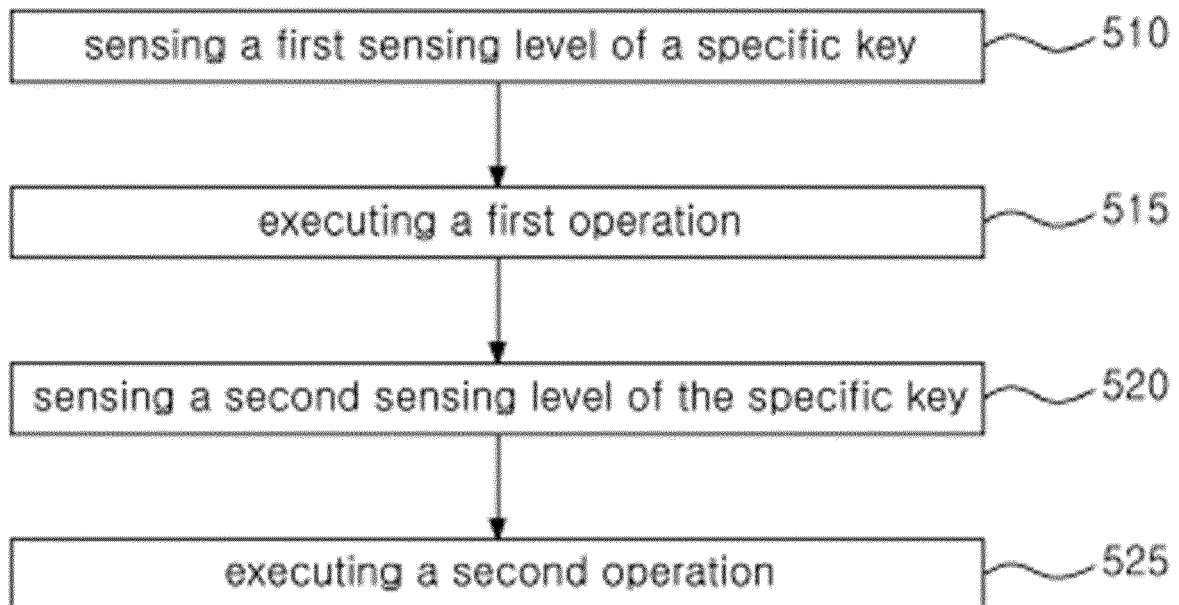 sensing a first sensing level of a specific key 510
executing a first operation 515
sensing a second sensing level of the specific key 520
executing a second operation 525